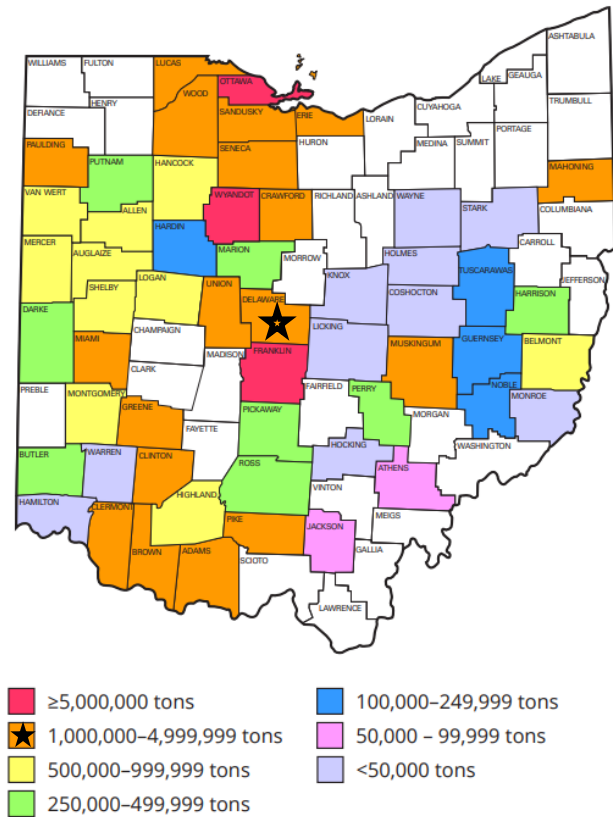 ASHTABULA
WILLIAMS
FULTON
LUCAS
OTTAWA
LAKE
GEAUGA
WOOD
HENRY
DEFIANCE
SANDUSKY
ERIE
LORAIN
CUYAHOGA
TRUMBULL
PAULDING
PUTNAM
HANCOCK
SENECA
HURON
MEDINA
SUMMIT
PORTAGE
MAHONING
VAN WERT
ALLEN
WYANDOT
CRAWFORD
RICHLAND
ASHLAND
WAYNE
STARK
COLUMBIANA
HARDIN
MERCER
AUGLAIZE
MARION
MORROW
HOLMES
CARROLL
TUSCARAWAS
JEFFERSON
LOGAN
SHELBY
UNION
DELAWARE
KNOX
COSHOCTON
HARRISON
DARKE
CHAMPAIGN
LICKING
MIAMI
MADISON
FRANKLIN
MUSKINGUM
GUERNSEY
BELMONT
CLARK
PREBLE
MONTGOMERY
FAIRFIELD
PERRY
NOBLE
MONROE
GREENE
PICKAWAY
MORGAN
FAYETTE
WASHINGTON
BUTLER
WARREN
CLINTON
ROSS
HOCKING
ATHENS
HAMILTON
HIGHLAND
VINTON
CLERMONT
PIKE
JACKSON
MEIGS
BROWN
ADAMS
SCIOTO
GALLIA
LAWRENCE
≥5,000,000 tons
1,000,000–4,999,999 tons
500,000–999,999 tons
250,000–499,999 tons
100,000–249,999 tons
50,000 – 99,999 tons
<50,000 tons